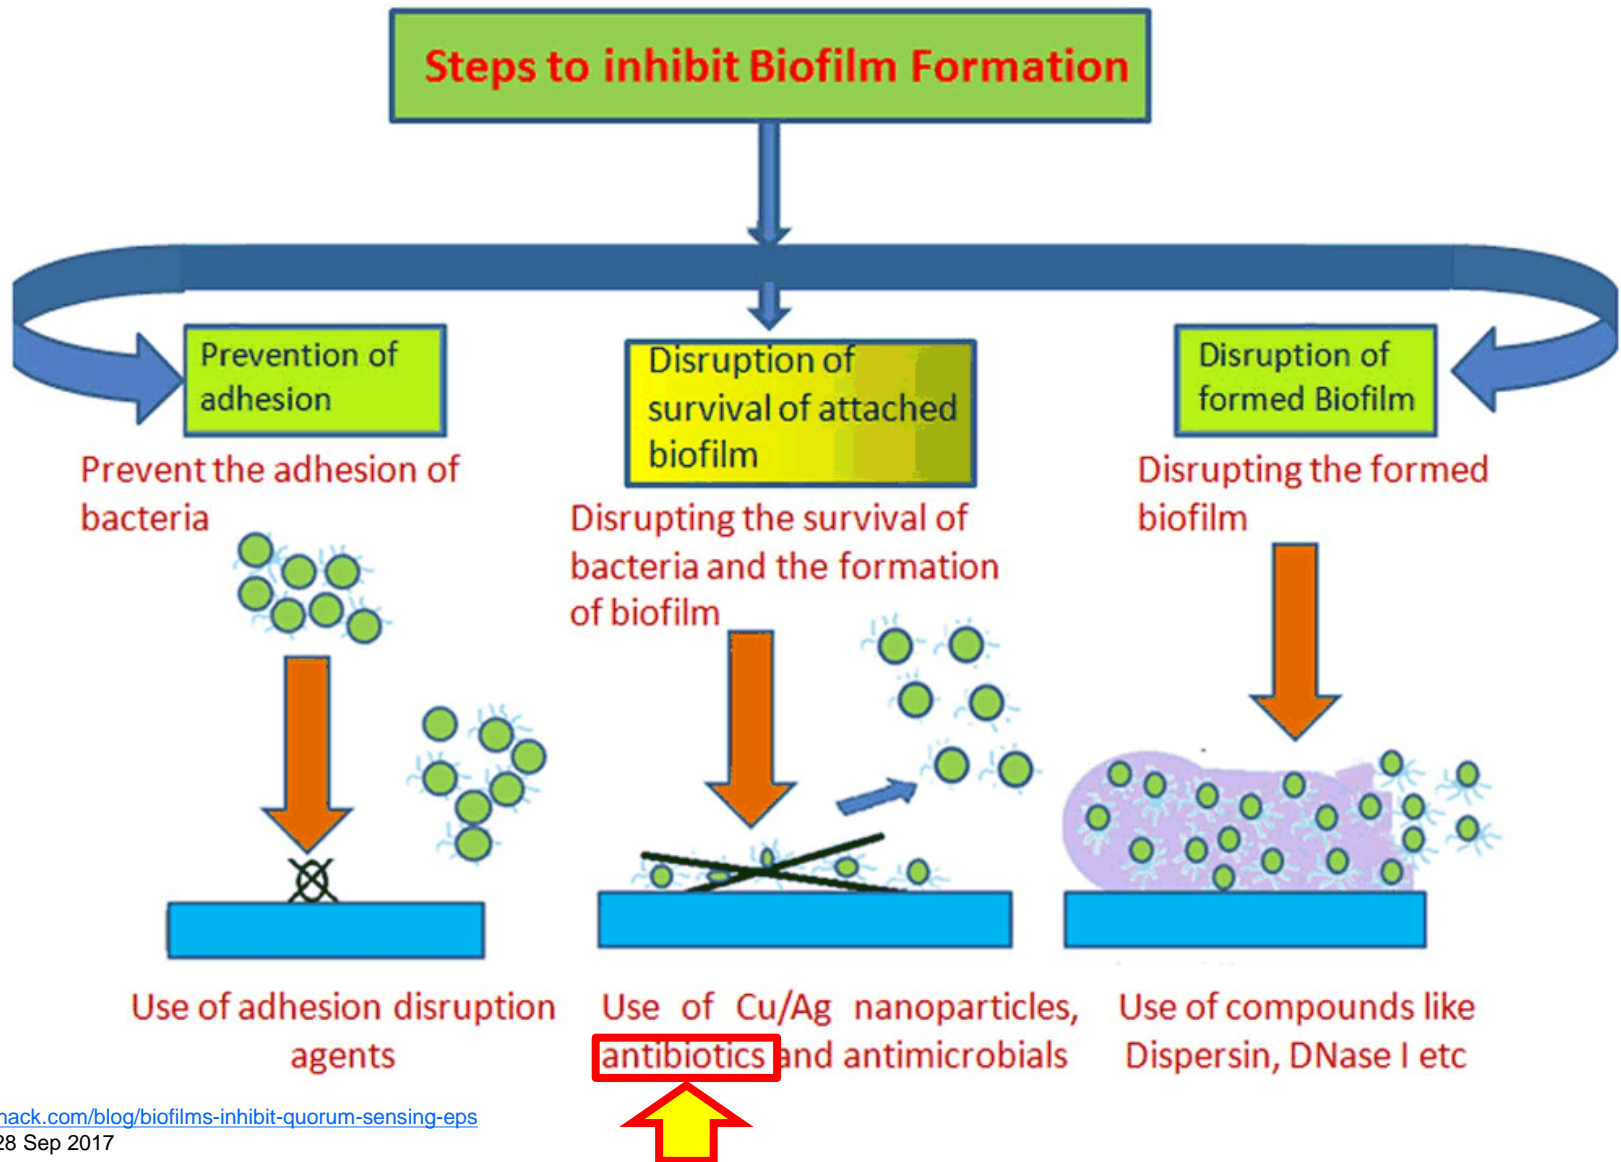 Steps to inhibit Biofilm Formation
Prevention of
adhesion
Prevent the adhesion of
bacteria
Use of adhesion disruption
agents
Disruption of
survival of attached
biofilm
Disrupting the survival of
bacteria and the formation
of biofilm
Use of Cu/Ag nanoparticles,
antibiotics and antimicrobials
Disruption of
formed Biofilm
Disrupting the formed
biofilm
Use of compounds like
Dispersin, DNase I etc
hack.com/blog/biofilms-inhibit-quorum-sensing-eps
28 Sep 2017